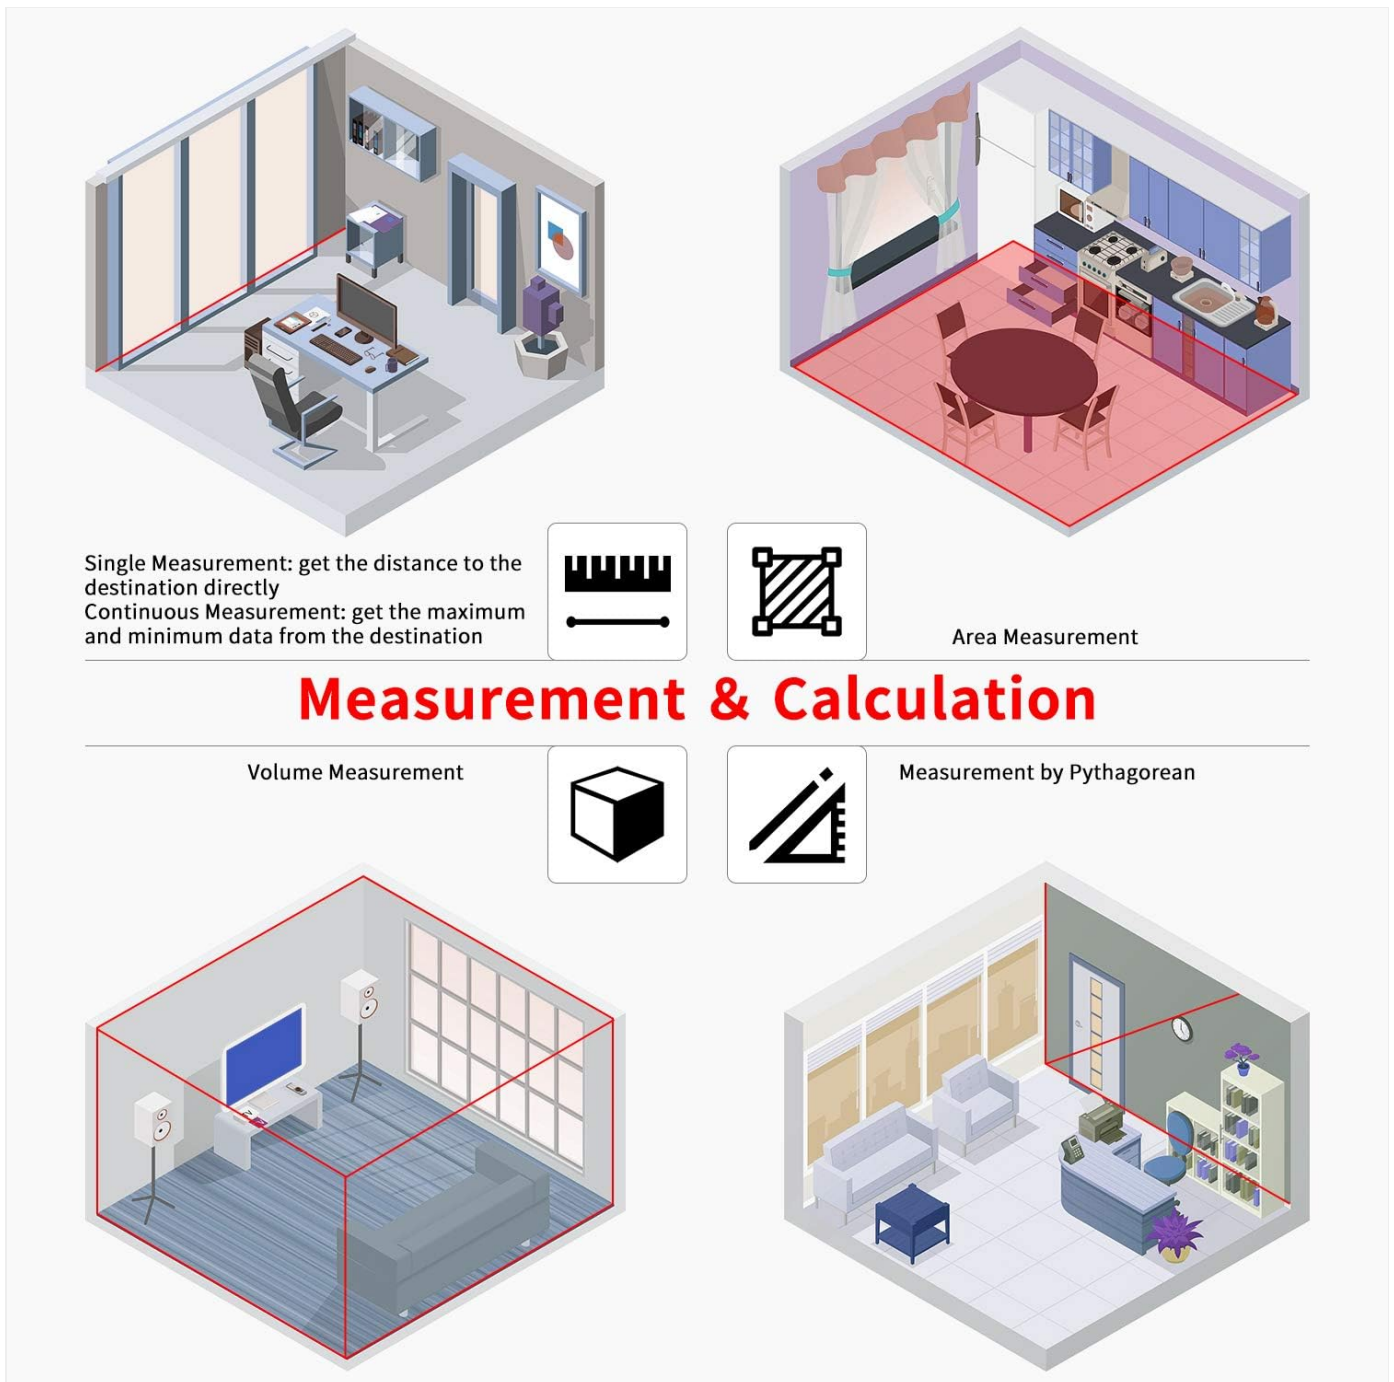 Single Measurement: get the distance to the
destination directly
Continuous Measurement: get the maximum
and minimum data from the destination
Area Measurement
Measurement & Calculation
Volume Measurement
Measurement by Pythagorean